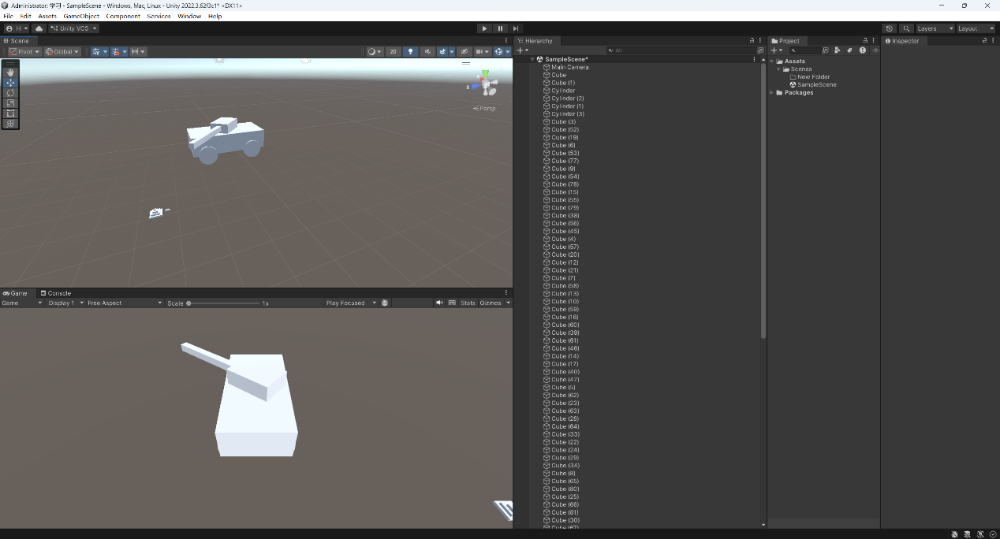 Administrator: 学习 - SampleScene - Windows, Mac, Linux - Unity 2022.3.62f3c1* <DX11>
File Edit Assets GameObject Component Services Window Help
H Unity VCS Layers Layout
Scene
Pivot Global 2D
Z
Persp
Game Console
Game Display 1 Free Aspect Scale 1x Play Focused Stats Gizmos
Hierarchy
All
SampleScene*
Main Camera
Cube
Cube (1)
Cylinder
Cylinder (2)
Cylinder (1)
Cylinder (3)
Cube (3)
Cube (52)
Cube (19)
Cube (6)
Cube (53)
Cube (77)
Cube (9)
Cube (54)
Cube (78)
Cube (15)
Cube (55)
Cube (79)
Cube (38)
Cube (56)
Cube (45)
Cube (4)
Cube (57)
Cube (20)
Cube (12)
Cube (21)
Cube (7)
Cube (58)
Cube (13)
Cube (10)
Cube (59)
Cube (16)
Cube (60)
Cube (39)
Cube (61)
Cube (46)
Cube (14)
Cube (17)
Cube (40)
Cube (47)
Cube (5)
Cube (62)
Cube (23)
Cube (63)
Cube (28)
Cube (64)
Cube (33)
Cube (22)
Cube (24)
Cube (29)
Cube (34)
Cube (8)
Cube (65)
Cube (80)
Cube (25)
Cube (66)
Cube (81)
Cube (30)
Cube (67)
Project
Assets
Scenes
New Folder
SampleScene
Packages
Inspector